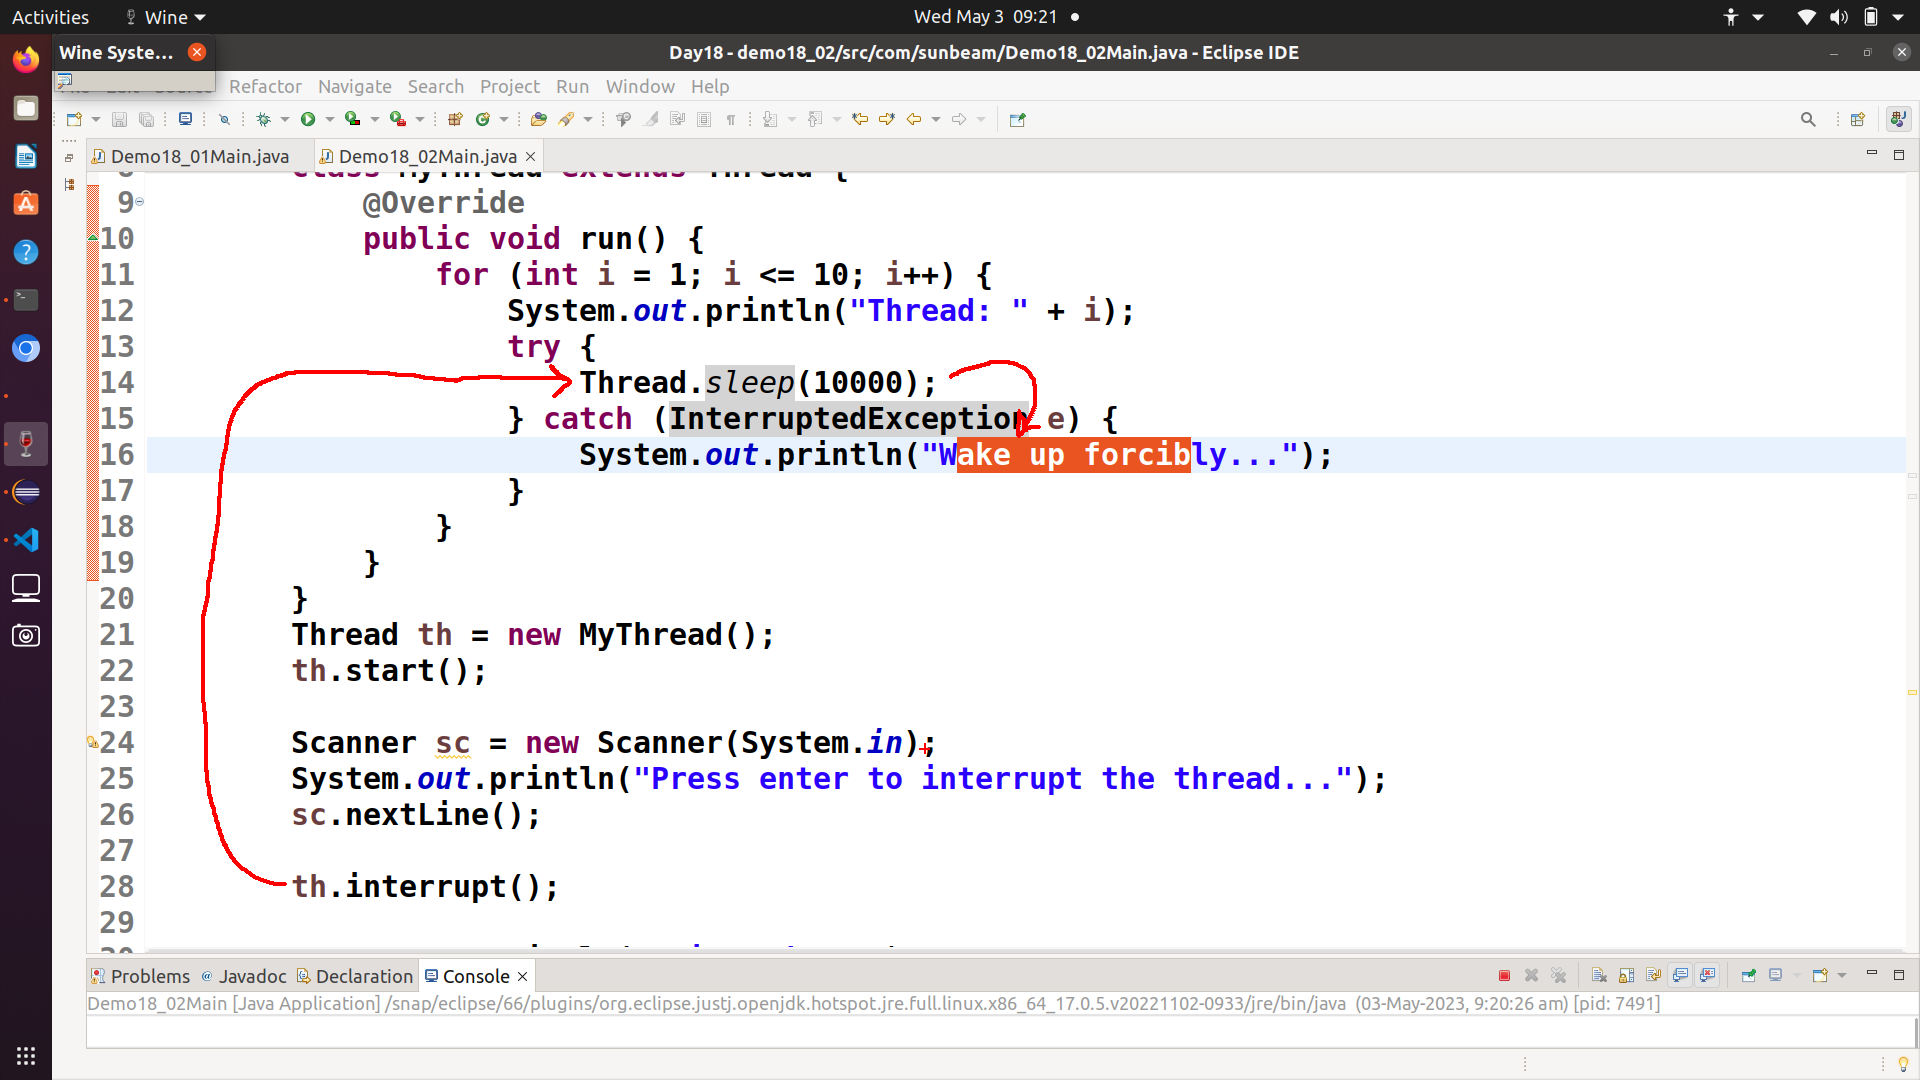 Activities
Wine
Wed May 3 09:21
Wine Syste...
Day18 - demo18_02/src/com/sunbeam/Demo18_02Main.java - Eclipse IDE
Refactor Navigate Search Project Run Window Help
Demo18_01Main.java
Demo18_02Main.java
class MyThread extends Thread {
9 @Override
10 public void run() {
11 for (int i = 1; i <= 10; i++) {
12 System.out.println("Thread: " + i);
13 try {
14 Thread.sleep(10000);
15 } catch (InterruptedException e) {
16 System.out.println("Wake up forcibly...");
17 }
18 }
19 }
20 }
21 Thread th = new MyThread();
22 th.start();
23
24 Scanner sc = new Scanner(System.in);
25 System.out.println("Press enter to interrupt the thread...");
26 sc.nextLine();
27
28 th.interrupt();
29
Problems Javadoc Declaration Console
Demo18_02Main [Java Application] /snap/eclipse/66/plugins/org.eclipse.justj.openjdk.hotspot.jre.full.linux.x86_64_17.0.5.v20221102-0933/jre/bin/java (03-May-2023, 9:20:26 am) [pid: 7491]